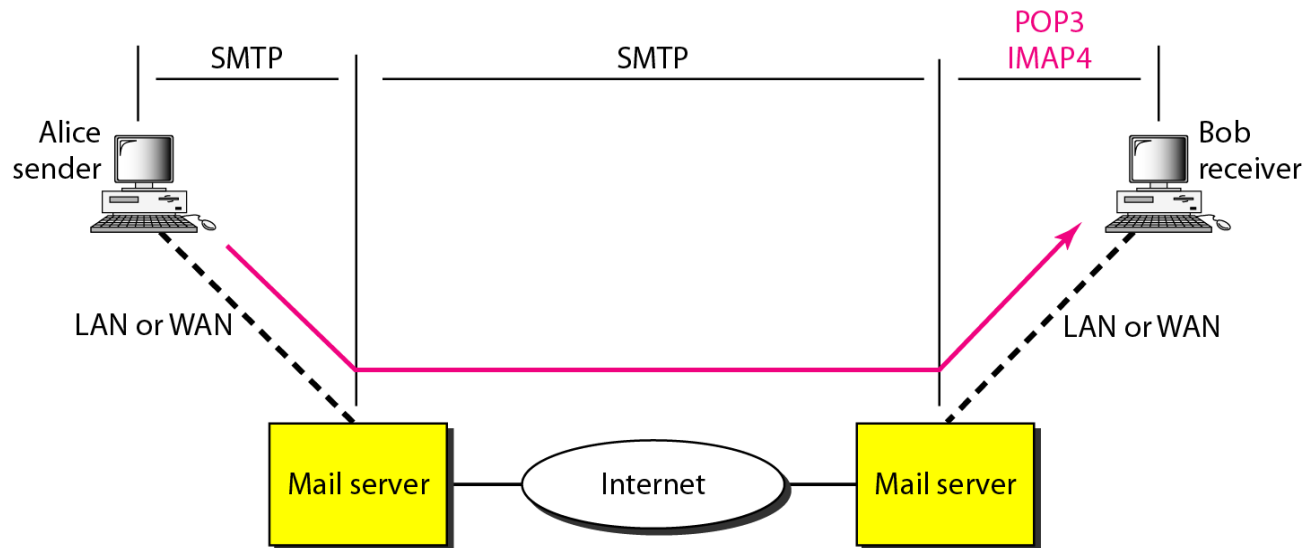 SMTP
SMTP
POP3
IMAP4
Alice
sender
Bob
receiver
LAN or WAN
LAN or WAN
Mail server
Internet
Mail server